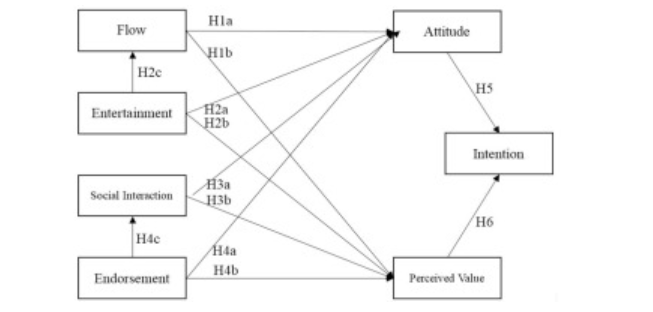 Flow
H1a
Attitude
H1b
H2c
H5
Entertainment
H2a
H2b
Intention
Social Interaction
H3a
H3b
H6
H4c
H4a
Endorsement
H4b
Perceived Value